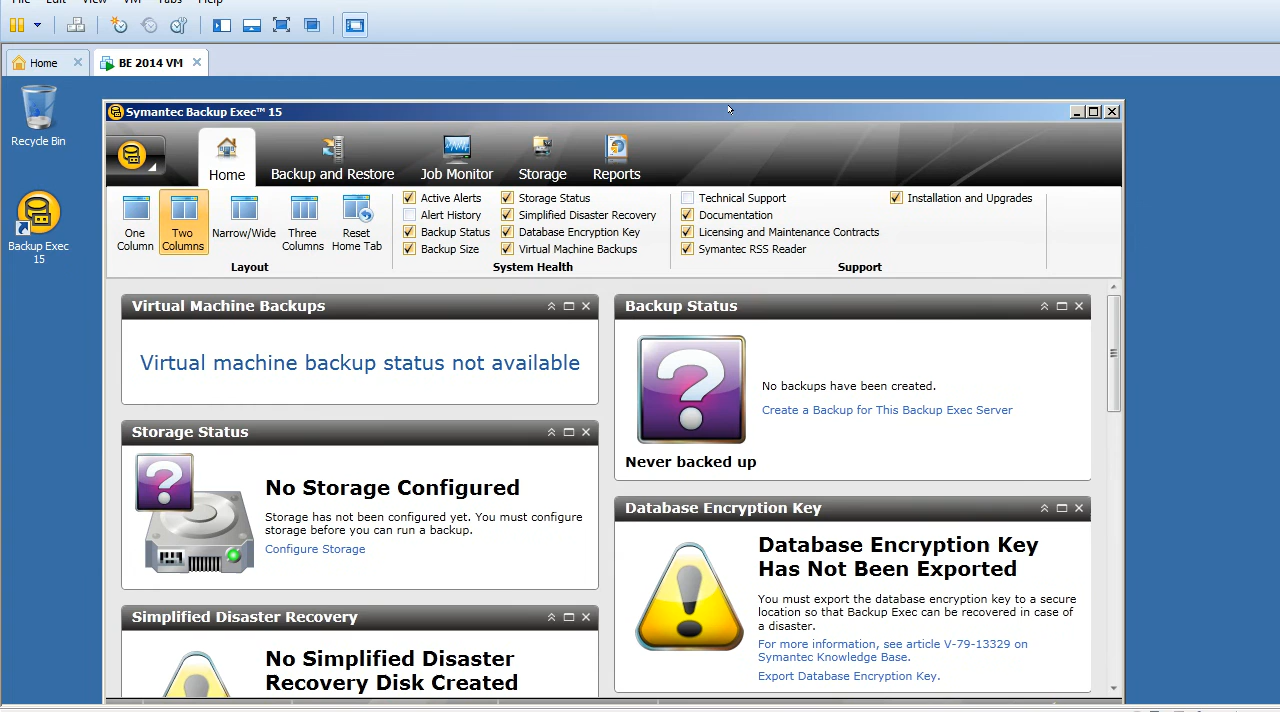 File Edit View VM Tabs Help
Home
BE 2014 VM
Recycle Bin
Backup Exec
15
Symantec Backup Exec™ 15
Home
Backup and Restore
Job Monitor
Storage
Reports
One
Column
Two
Columns
Narrow/Wide
Three
Columns
Reset
Home Tab
Layout
Active Alerts
Alert History
Backup Status
Backup Size
Storage Status
Simplified Disaster Recovery
Database Encryption Key
Virtual Machine Backups
System Health
Technical Support
Documentation
Licensing and Maintenance Contracts
Symantec RSS Reader
Installation and Upgrades
Support
Virtual Machine Backups
Virtual machine backup status not available
Storage Status
No Storage Configured
Storage has not been configured yet. You must configure
storage before you can run a backup.
Configure Storage
Simplified Disaster Recovery
No Simplified Disaster
Recovery Disk Created
Backup Status
No backups have been created.
Create a Backup for This Backup Exec Server
Never backed up
Database Encryption Key
Database Encryption Key
Has Not Been Exported
You must export the database encryption key to a secure
location so that Backup Exec can be recovered in case of
a disaster.
For more information, see article V-79-13329 on
Symantec Knowledge Base.
Export Database Encryption Key.